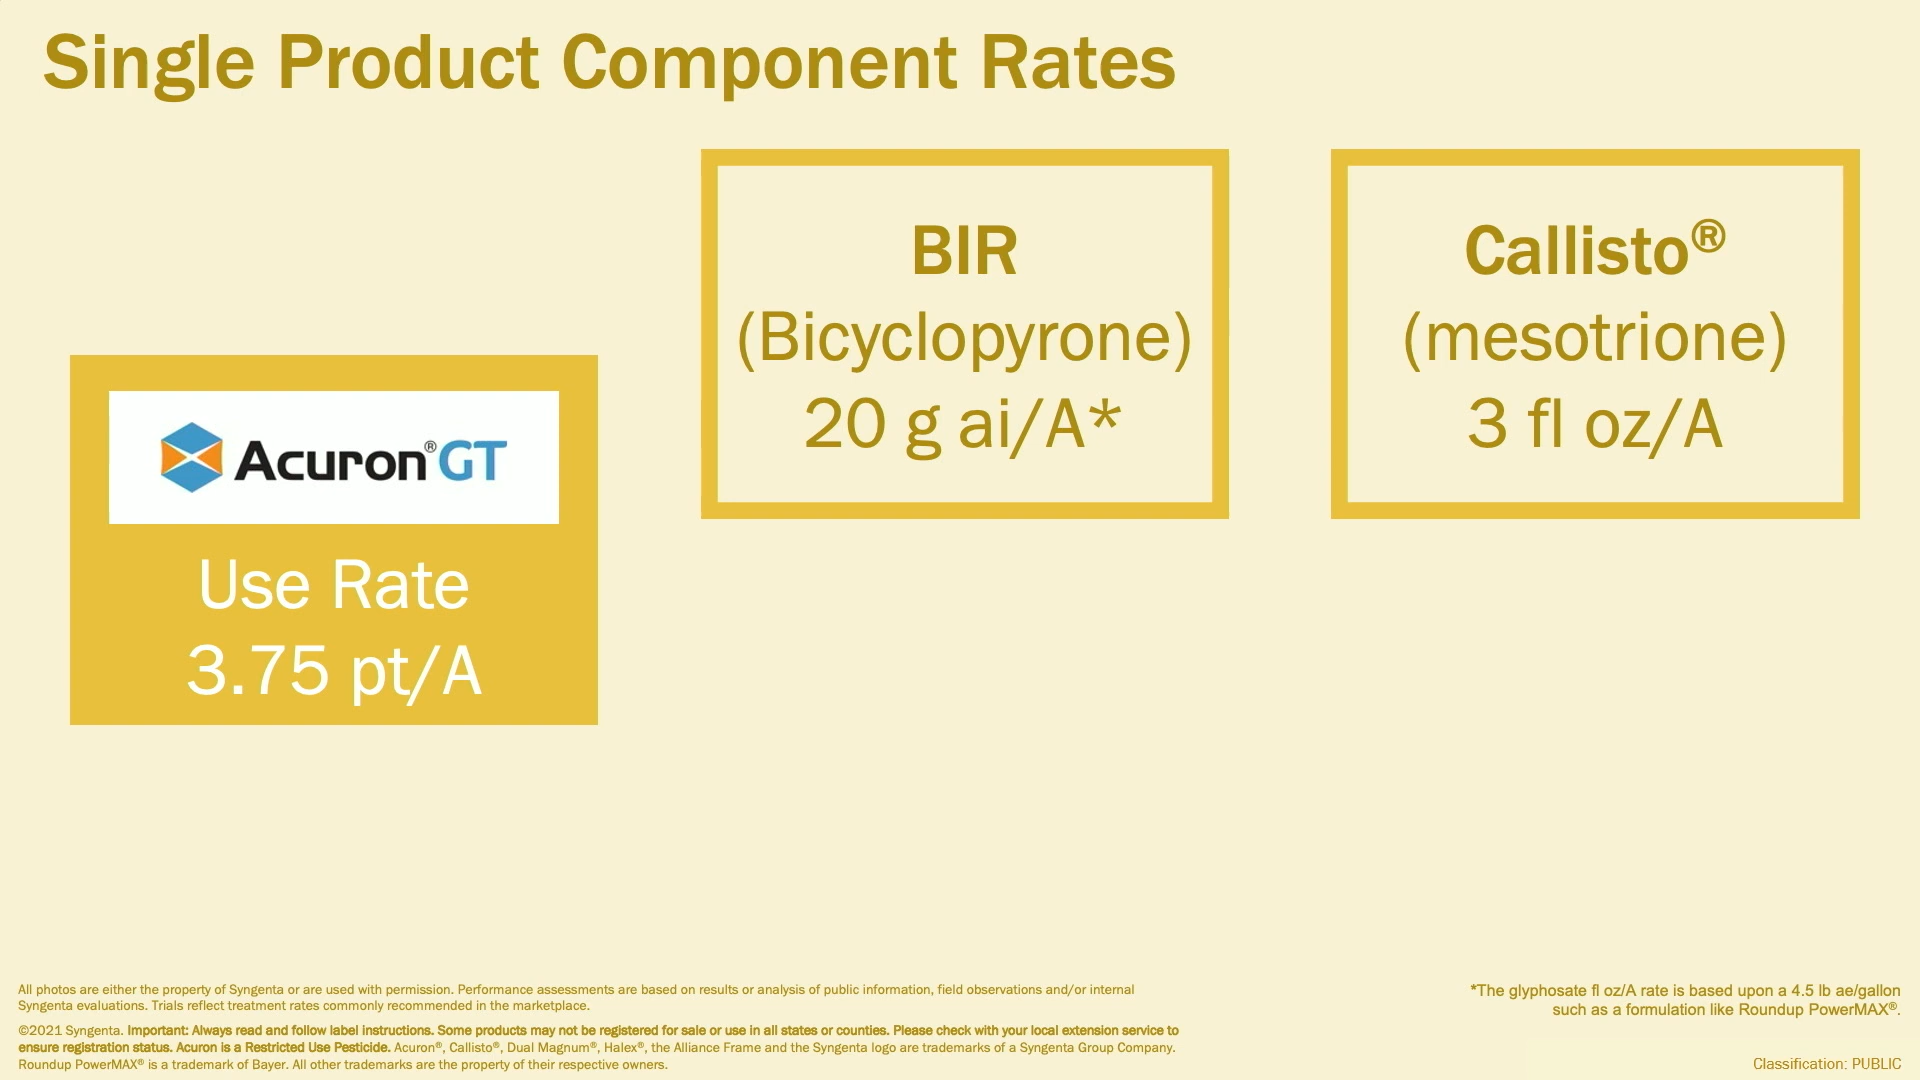 Single Product Component Rates
Acuron®GT
Use Rate
3.75 pt/A
BIR
(Bicyclopyrone)
20 g ai/A*
Callisto®
(mesotrione)
3 fl oz/A
All photos are either the property of Syngenta or are used with permission. Performance assessments are based on results or analysis of public information, field observations and/or internal
Syngenta evaluations. Trials reflect treatment rates commonly recommended in the marketplace.
©2021 Syngenta. Important: Always read and follow label instructions. Some products may not be registered for sale or use in all states or counties. Please check with your local extension service to
ensure registration status. Acuron is a Restricted Use Pesticide. Acuron®, Callisto®, Dual Magnum®, Halex®, the Alliance Frame and the Syngenta logo are trademarks of a Syngenta Group Company.
Roundup PowerMAX® is a trademark of Bayer. All other trademarks are the property of their respective owners.
*The glyphosate fl oz/A rate is based upon a 4.5 lb ae/gallon
such as a formulation like Roundup PowerMAX®.
Classification: PUBLIC